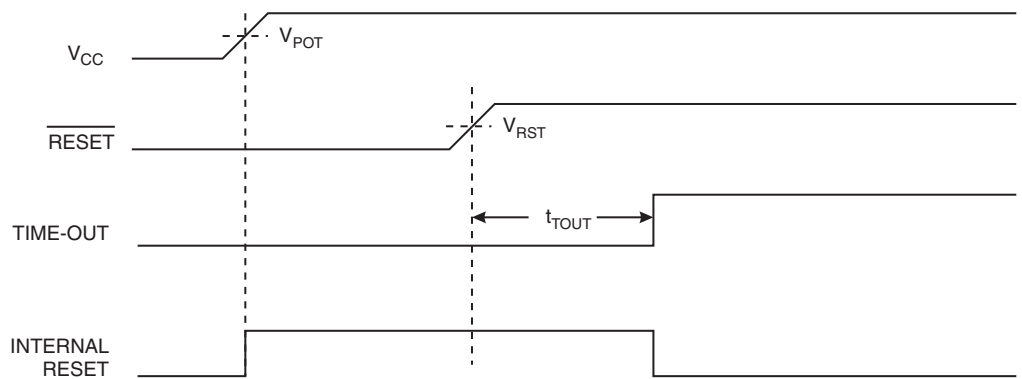 VCC
VPOT
RESET
VRST
TIME-OUT
tTOUT
INTERNAL
RESET